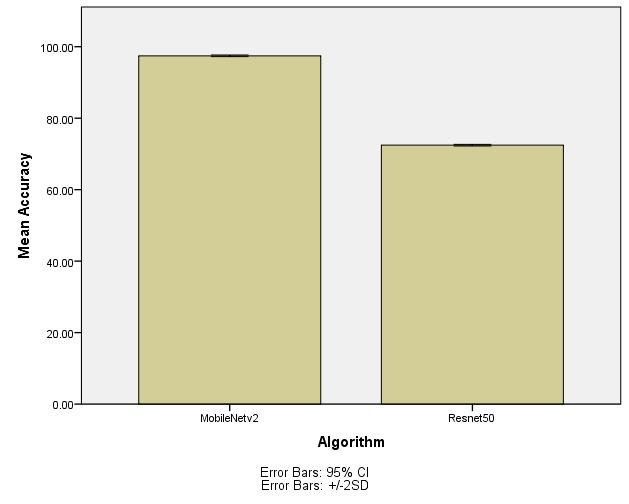 Mean Accuracy
100.00
80.00
60.00
40.00
20.00
0.00
MobileNetv2
Resnet50
Algorithm
Error Bars: 95% CI
Error Bars: +/-2SD